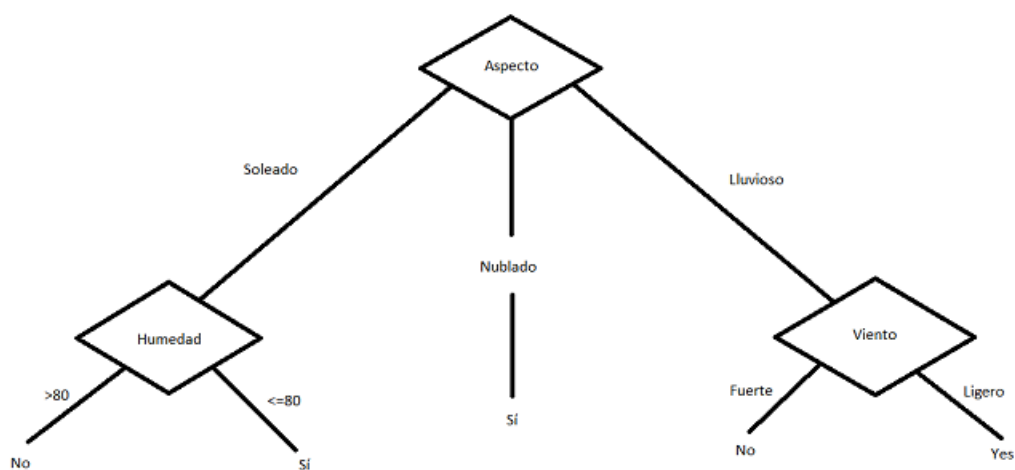 Aspecto
Soleado
Lluvioso
Nublado
Humedad
Viento
>80
<=80
Fuerte
Ligero
Sí
No
Sí
No
Yes